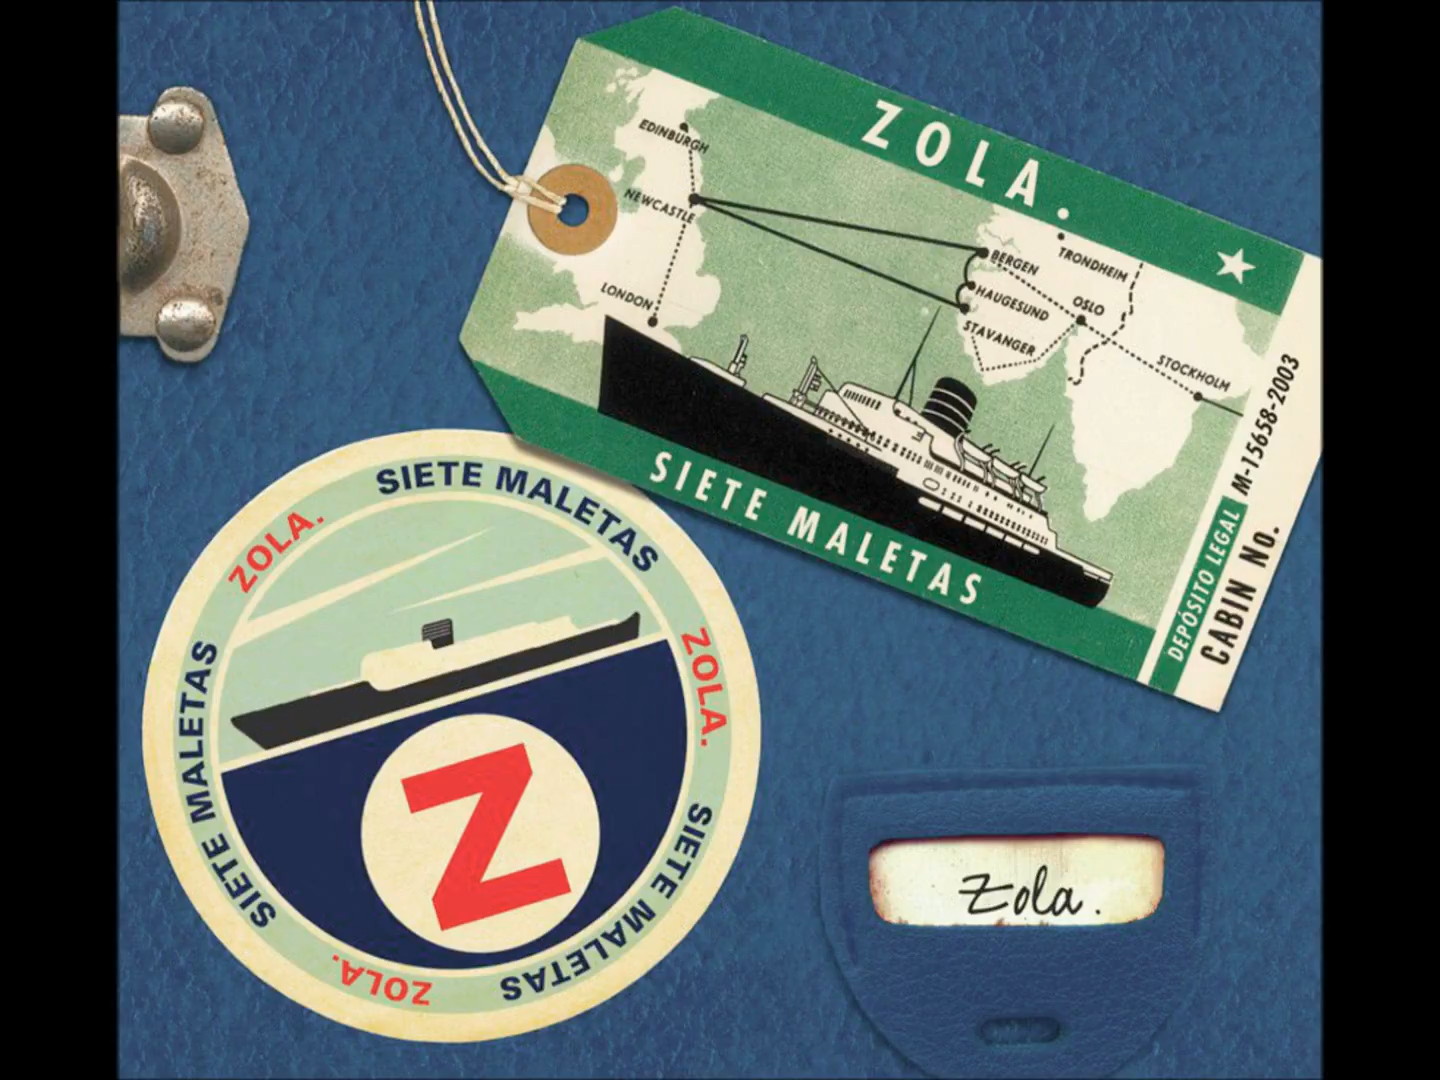 ZOLA.
EDINBURGH
NEWCASTLE
LONDON
BERGEN
HAUGESUND
STAVANGER
TRONDHEIM
OSLO
STOCKHOLM
SIETE MALETAS
DEPÓSITO LEGAL M-15658-2003
CABIN No.
SIETE MALETAS
ZOLA.
SIETE MALETAS
ZOLA.
SIETE MALETAS
ZOLA.
Z
Zola.